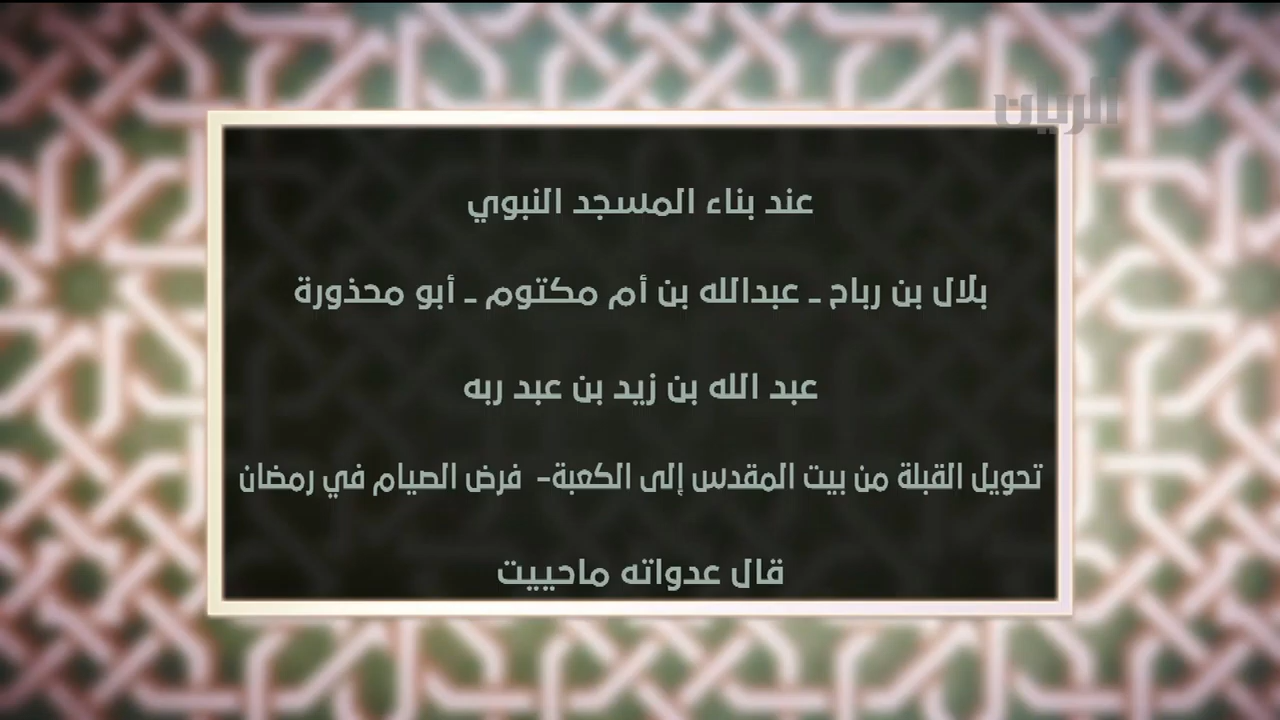 الريان
عند بناء المسجد النبوي
بلال بن رباح ـ عبدالله بن أم مكتوم ـ أبو محذورة
عبد الله بن زيد بن عبد ربه
تحويل القبلة من بيت المقدس إلى الكعبة- فرض الصيام في رمضان
قال عدواته ماحييت